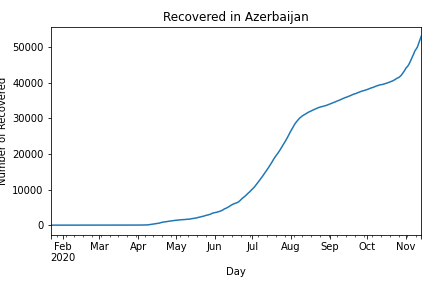 Recovered in Azerbaijan
Number of Recovered
50000
40000
30000
20000
10000
0
Feb Mar Apr May Jun Jul Aug Sep Oct Nov
2020
Day